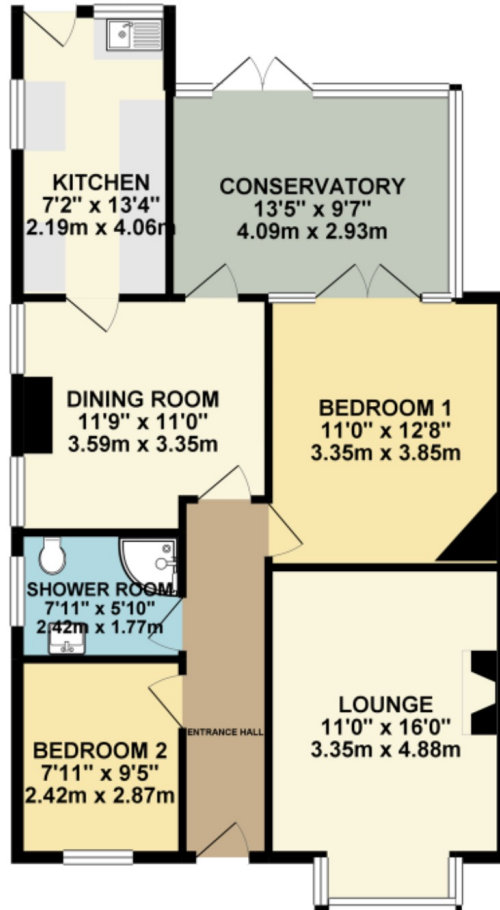 KITCHEN
7'2" x 13'4"
2.19m x 4.06m
CONSERVATORY
13'5" x 9'7"
4.09m x 2.93m
DINING ROOM
11'9" x 11'0"
3.59m x 3.35m
BEDROOM 1
11'0" x 12'8"
3.35m x 3.85m
SHOWER ROOM
7'11" x 5'10"
2.42m x 1.77m
LOUNGE
11'0" x 16'0"
3.35m x 4.88m
ENTRANCE HALL
BEDROOM 2
7'11" x 9'5"
2.42m x 2.87m